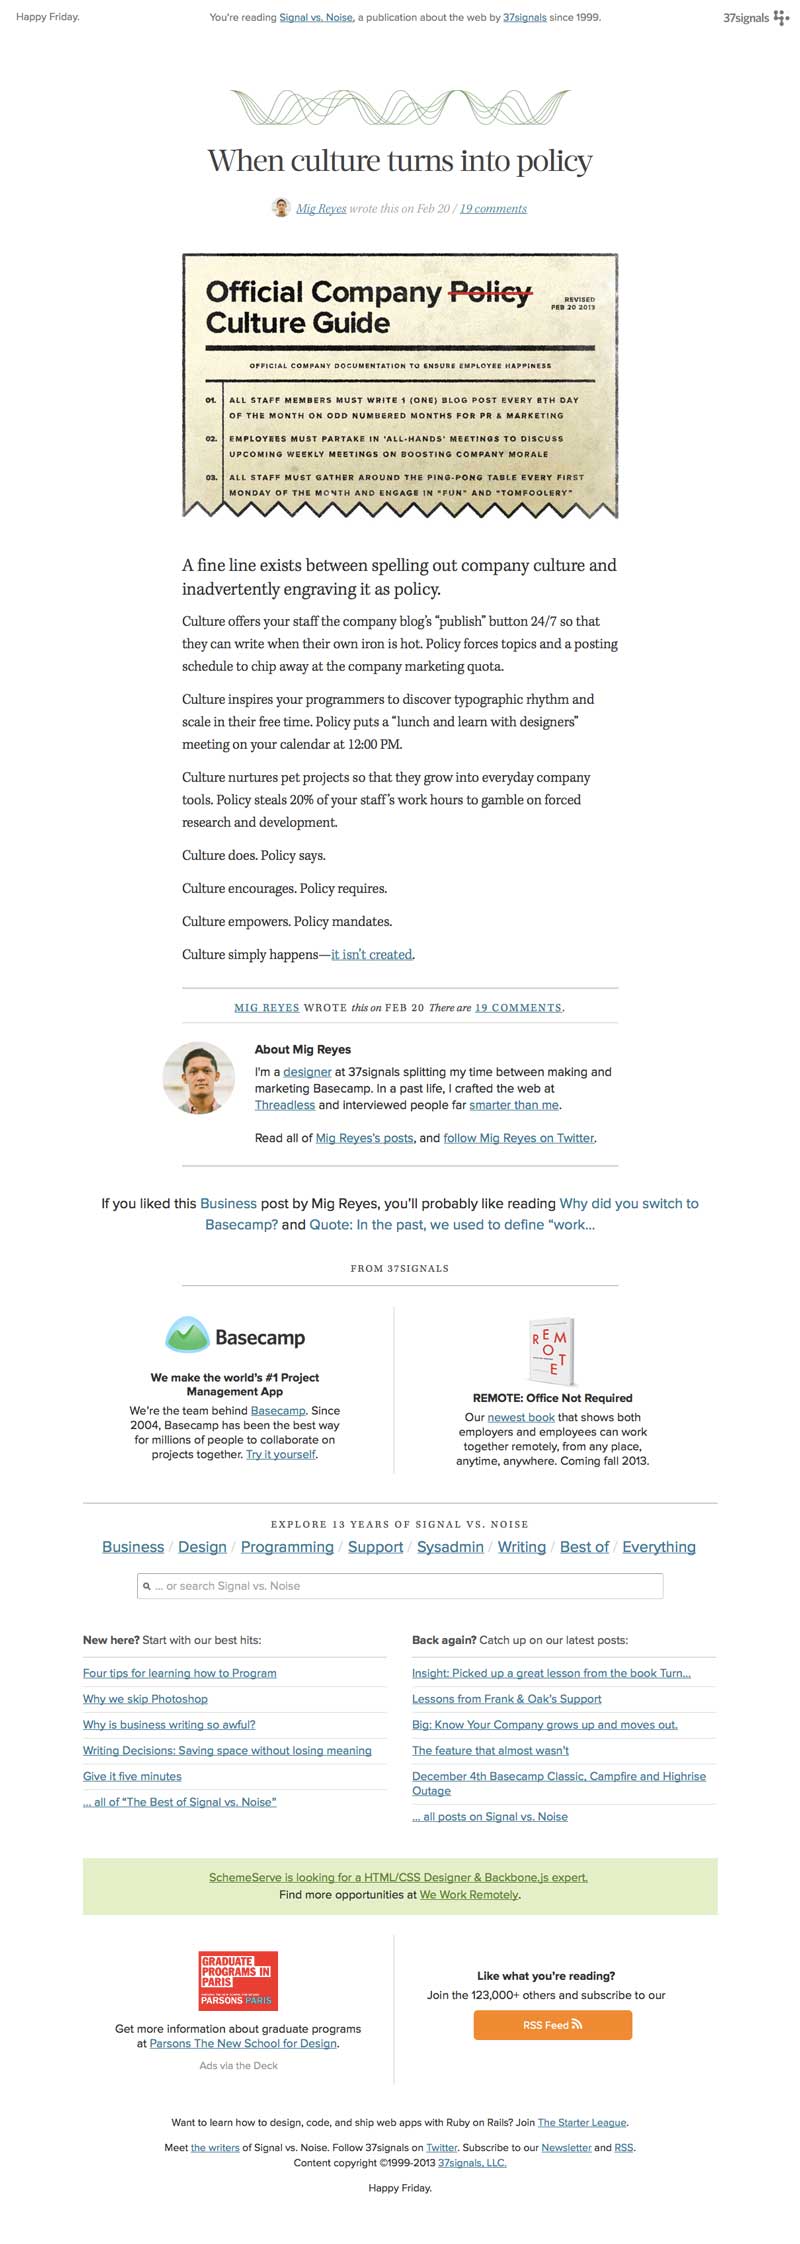 Happy Friday.
You're reading Signal vs. Noise, a publication about the web by 37signals since 1999.
37signals
When culture turns into policy
Mig Reyes wrote this on Feb 20 / 19 comments
Official Company Policy
Culture Guide
REVISED
FEB 20 2013
OFFICIAL COMPANY DOCUMENTATION TO ENSURE EMPLOYEE HAPPINESS
01. ALL STAFF MEMBERS MUST WRITE 1 (ONE) BLOG POST EVERY 8TH DAY
OF THE MONTH ON ODD NUMBERED MONTHS FOR PR & MARKETING
02. EMPLOYEES MUST PARTAKE IN 'ALL-HANDS' MEETINGS TO DISCUSS
UPCOMING WEEKLY MEETINGS ON BOOSTING COMPANY MORALE
03. ALL STAFF MUST GATHER AROUND THE PING-PONG TABLE EVERY FIRST
MONDAY OF THE MONTH AND ENGAGE IN "FUN" AND "TOMFOOLERY"
A fine line exists between spelling out company culture and
inadvertently engraving it as policy.
Culture offers your staff the company blog's “publish” button 24/7 so that
they can write when their own iron is hot. Policy forces topics and a posting
schedule to chip away at the company marketing quota.
Culture inspires your programmers to discover typographic rhythm and
scale in their free time. Policy puts a “lunch and learn with designers”
meeting on your calendar at 12:00 PM.
Culture nurtures pet projects so that they grow into everyday company
tools. Policy steals 20% of your staff's work hours to gamble on forced
research and development.
Culture does. Policy says.
Culture encourages. Policy requires.
Culture empowers. Policy mandates.
Culture simply happens—it isn't created.
MIG REYES WROTE this on FEB 20 There are 19 COMMENTS.
About Mig Reyes
I'm a designer at 37signals splitting my time between making and
marketing Basecamp. In a past life, I crafted the web at
Threadless and interviewed people far smarter than me.
Read all of Mig Reyes's posts, and follow Mig Reyes on Twitter.
If you liked this Business post by Mig Reyes, you'll probably like reading Why did you switch to
Basecamp? and Quote: In the past, we used to define “work...
FROM 37SIGNALS
Basecamp
We make the world's #1 Project
Management App
We're the team behind Basecamp. Since
2004, Basecamp has been the best way
for millions of people to collaborate on
projects together. Try it yourself.
REMOTE
REMOTE: Office Not Required
Our newest book that shows both
employers and employees can work
together remotely, from any place,
anytime, anywhere. Coming fall 2013.
EXPLORE 13 YEARS OF SIGNAL VS. NOISE
Business / Design / Programming / Support / Sysadmin / Writing / Best of / Everything
... or search Signal vs. Noise
New here? Start with our best hits:
Four tips for learning how to Program
Why we skip Photoshop
Why is business writing so awful?
Writing Decisions: Saving space without losing meaning
Give it five minutes
... all of “The Best of Signal vs. Noise”
Back again? Catch up on our latest posts:
Insight: Picked up a great lesson from the book Turn...
Lessons from Frank & Oak's Support
Big: Know Your Company grows up and moves out.
The feature that almost wasn't
December 4th Basecamp Classic, Campfire and Highrise
Outage
... all posts on Signal vs. Noise
SchemeServe is looking for a HTML/CSS Designer & Backbone.js expert.
Find more opportunities at We Work Remotely.
GRADUATE
PROGRAMS IN
PARIS
PARSONS PARIS
Get more information about graduate programs
at Parsons The New School for Design.
Ads via the Deck
Like what you're reading?
Join the 123,000+ others and subscribe to our
RSS Feed
Want to learn how to design, code, and ship web apps with Ruby on Rails? Join The Starter League.
Meet the writers of Signal vs. Noise. Follow 37signals on Twitter. Subscribe to our Newsletter and RSS.
Content copyright ©1999-2013 37signals, LLC.
Happy Friday.